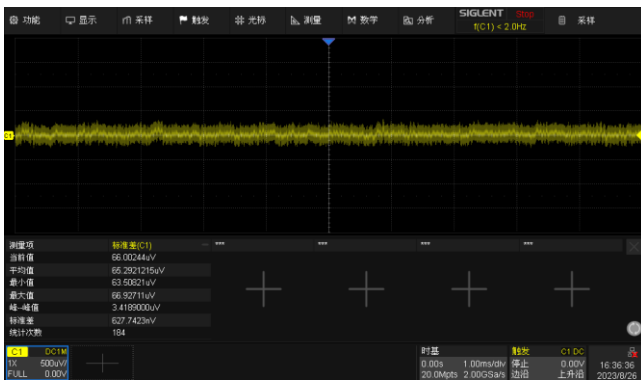 功能 显示 采样 触发 光标 测量 数学 分析 SIGLENT Stop 采样
f(C1) < 2.0Hz
C1
测量项 标准差(C1) *** *** *** ***
当前值 66.00244uV
平均值 65.2921215uV
最小值 63.50821uV
最大值 66.92711uV
峰--峰值 3.4189000uV
标准差 627.7423nV
统计次数 184
C1 DC1M 时基 触发 C1 DC
1X 500uV/ 0.00s 1.00ms/div 停止 0.00V 16:36:36
FULL 0.00V 20.0Mpts 2.00GSa/s 边沿 上升沿 2023/8/26